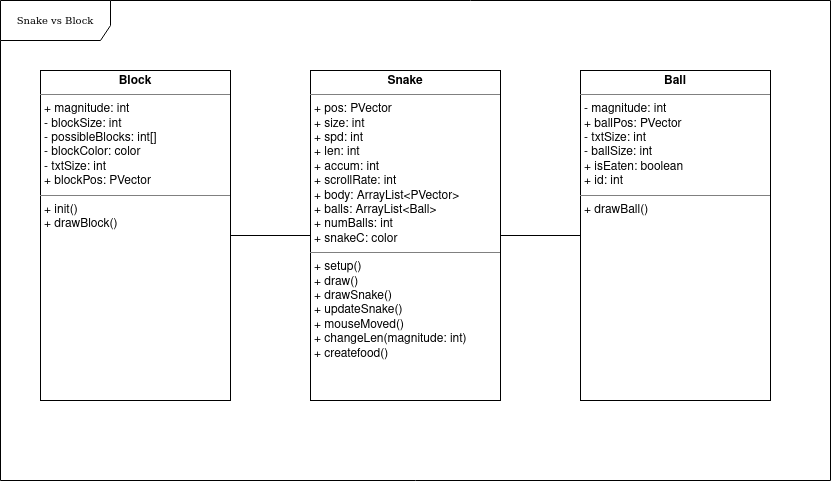 Snake vs Block
Block
+ magnitude: int
- blockSize: int
- possibleBlocks: int[]
- blockColor: color
- txtSize: int
+ blockPos: PVector
+ init()
+ drawBlock()
Snake
+ pos: PVector
+ size: int
+ spd: int
+ len: int
+ accum: int
+ scrollRate: int
+ body: ArrayList<PVector>
+ balls: ArrayList<Ball>
+ numBalls: int
+ snakeC: color
+ setup()
+ draw()
+ drawSnake()
+ updateSnake()
+ mouseMoved()
+ changeLen(magnitude: int)
+ createfood()
Ball
- magnitude: int
+ ballPos: PVector
- txtSize: int
- ballSize: int
+ isEaten: boolean
+ id: int
+ drawBall()